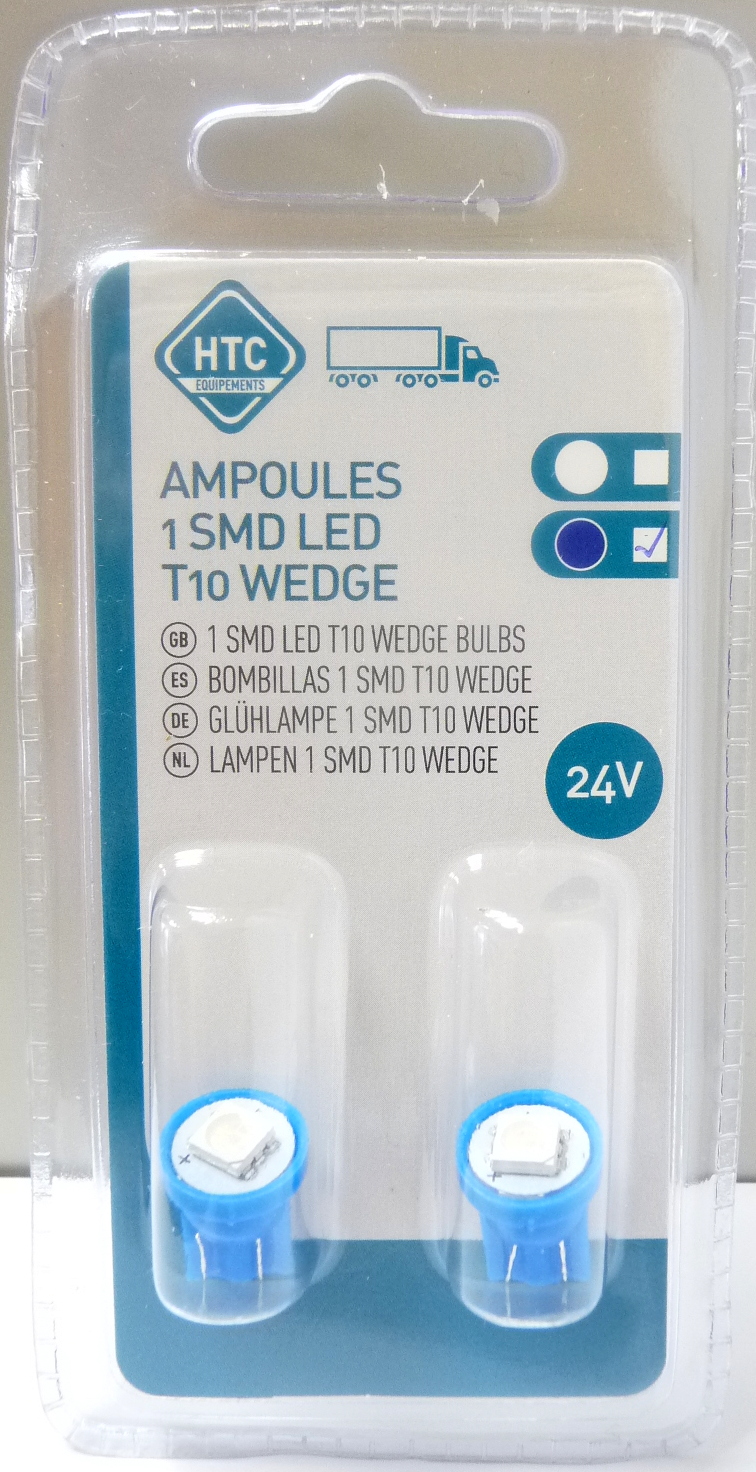 HTC
EQUIPEMENTS
AMPOULES
1 SMD LED
T10 WEDGE
GB 1 SMD LED T10 WEDGE BULBS
ES BOMBILLAS 1 SMD T10 WEDGE
DE GLÜHLAMPE 1 SMD T10 WEDGE
NL LAMPEN 1 SMD T10 WEDGE
24V